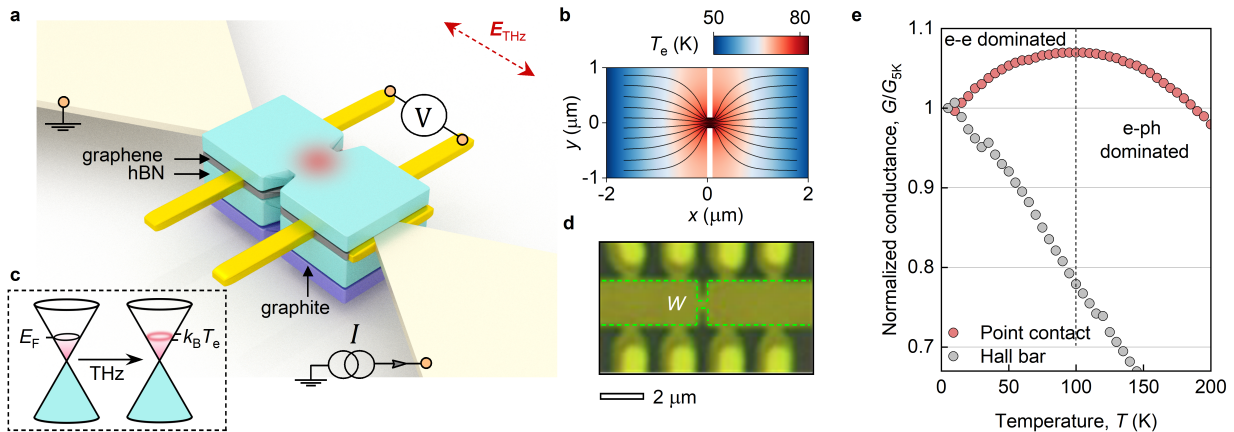 a
E_THz
V
graphene
hBN
graphite
I
c
E_F
THz
k_BT_e
b
50
80
T_e (K)
1
0
-1
y (μm)
-2
0
2
x (μm)
d
W
2 μm
e
1.1
1
0.9
0.8
0.7
Normalized conductance, G/G_5K
e-e dominated
e-ph
dominated
Point contact
Hall bar
0
50
100
150
200
Temperature, T (K)